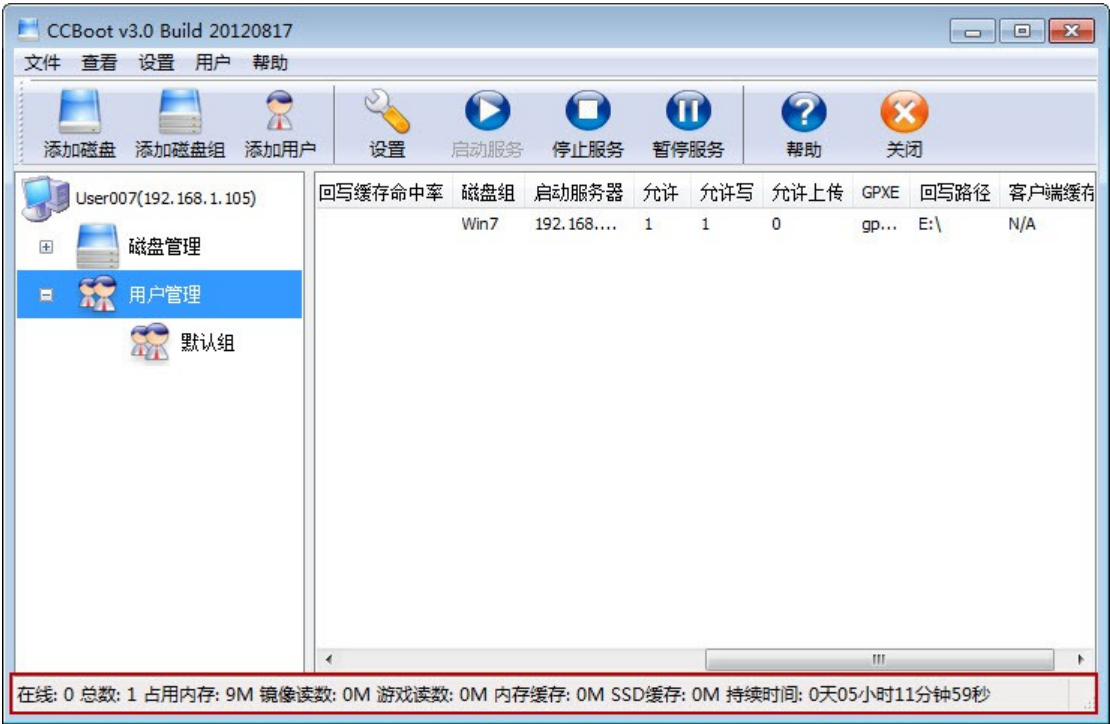 CCBoot v3.0 Build 20120817
文件 查看 设置 用户 帮助
添加磁盘 添加磁盘组 添加用户 设置 启动服务 停止服务 暂停服务 帮助 关闭
User007(192.168.1.105)
磁盘管理
用户管理
默认组
回写缓存命中率 磁盘组 启动服务器 允许 允许写 允许上传 GPXE 回写路径 客户端缓存
Win7 192.168.... 1 1 0 gp... E:\ N/A
在线: 0 总数: 1 占用内存: 9M 镜像读数: 0M 游戏读数: 0M 内存缓存: 0M SSD缓存: 0M 持续时间: 0天05小时11分钟59秒